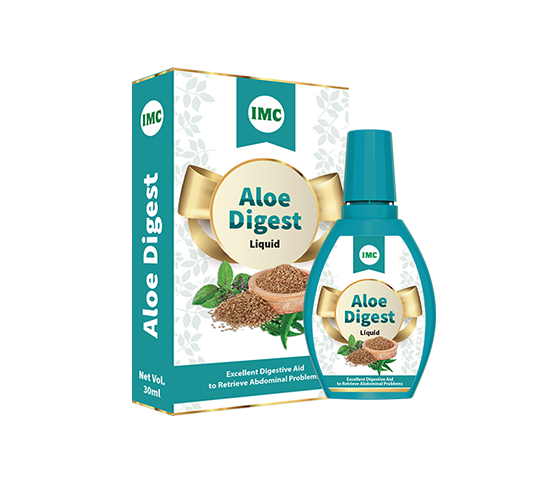 IMC
Aloe Digest
Net Vol.
30ml
IMC
Aloe
Digest
Liquid
Excellent Digestive Aid
to Retrieve Abdominal Problems
IMC
Aloe
Digest
Liquid
Excellent Digestive Aid
to Retrieve Abdominal Problems